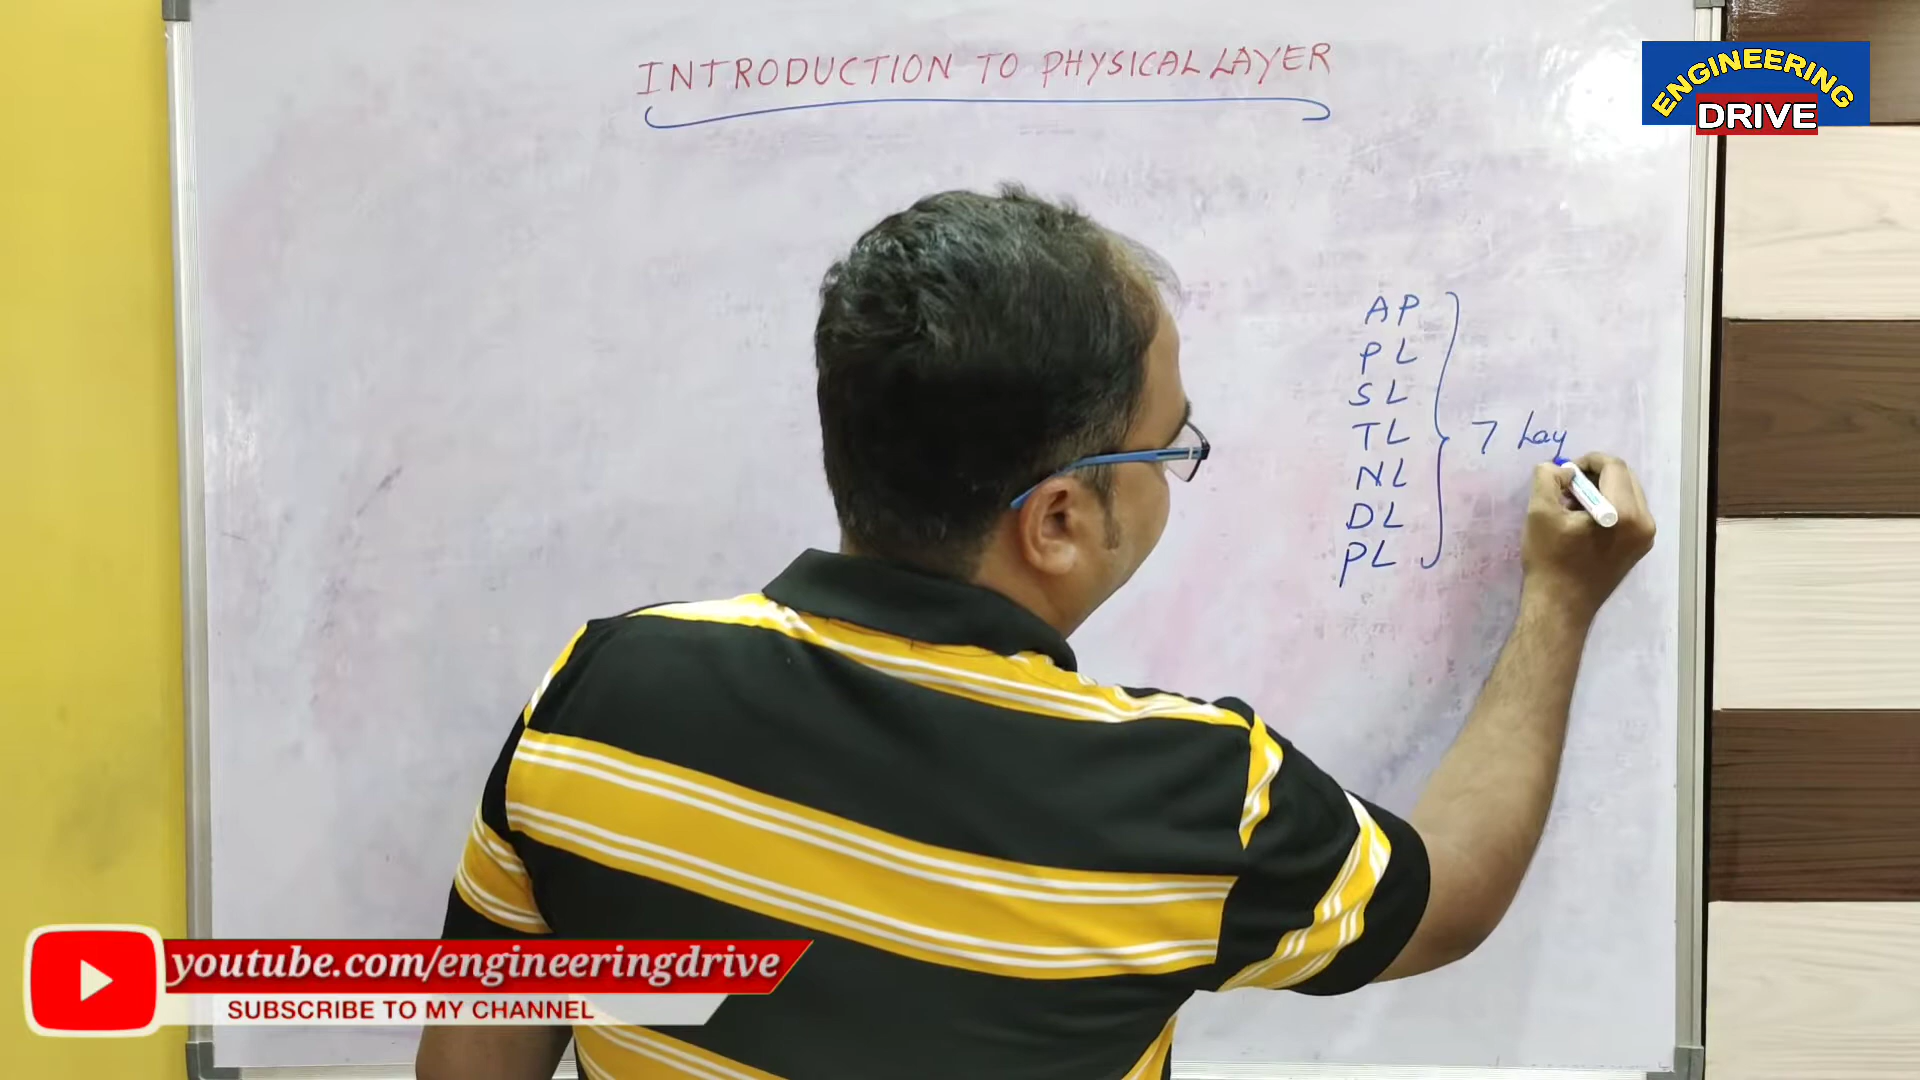 INTRODUCTION TO PHYSICAL LAYER
ENGINEERING
DRIVE
AP
PL
SL
TL
7 Lay
NL
DL
PL
youtube.com/engineeringdrive
SUBSCRIBE TO MY CHANNEL